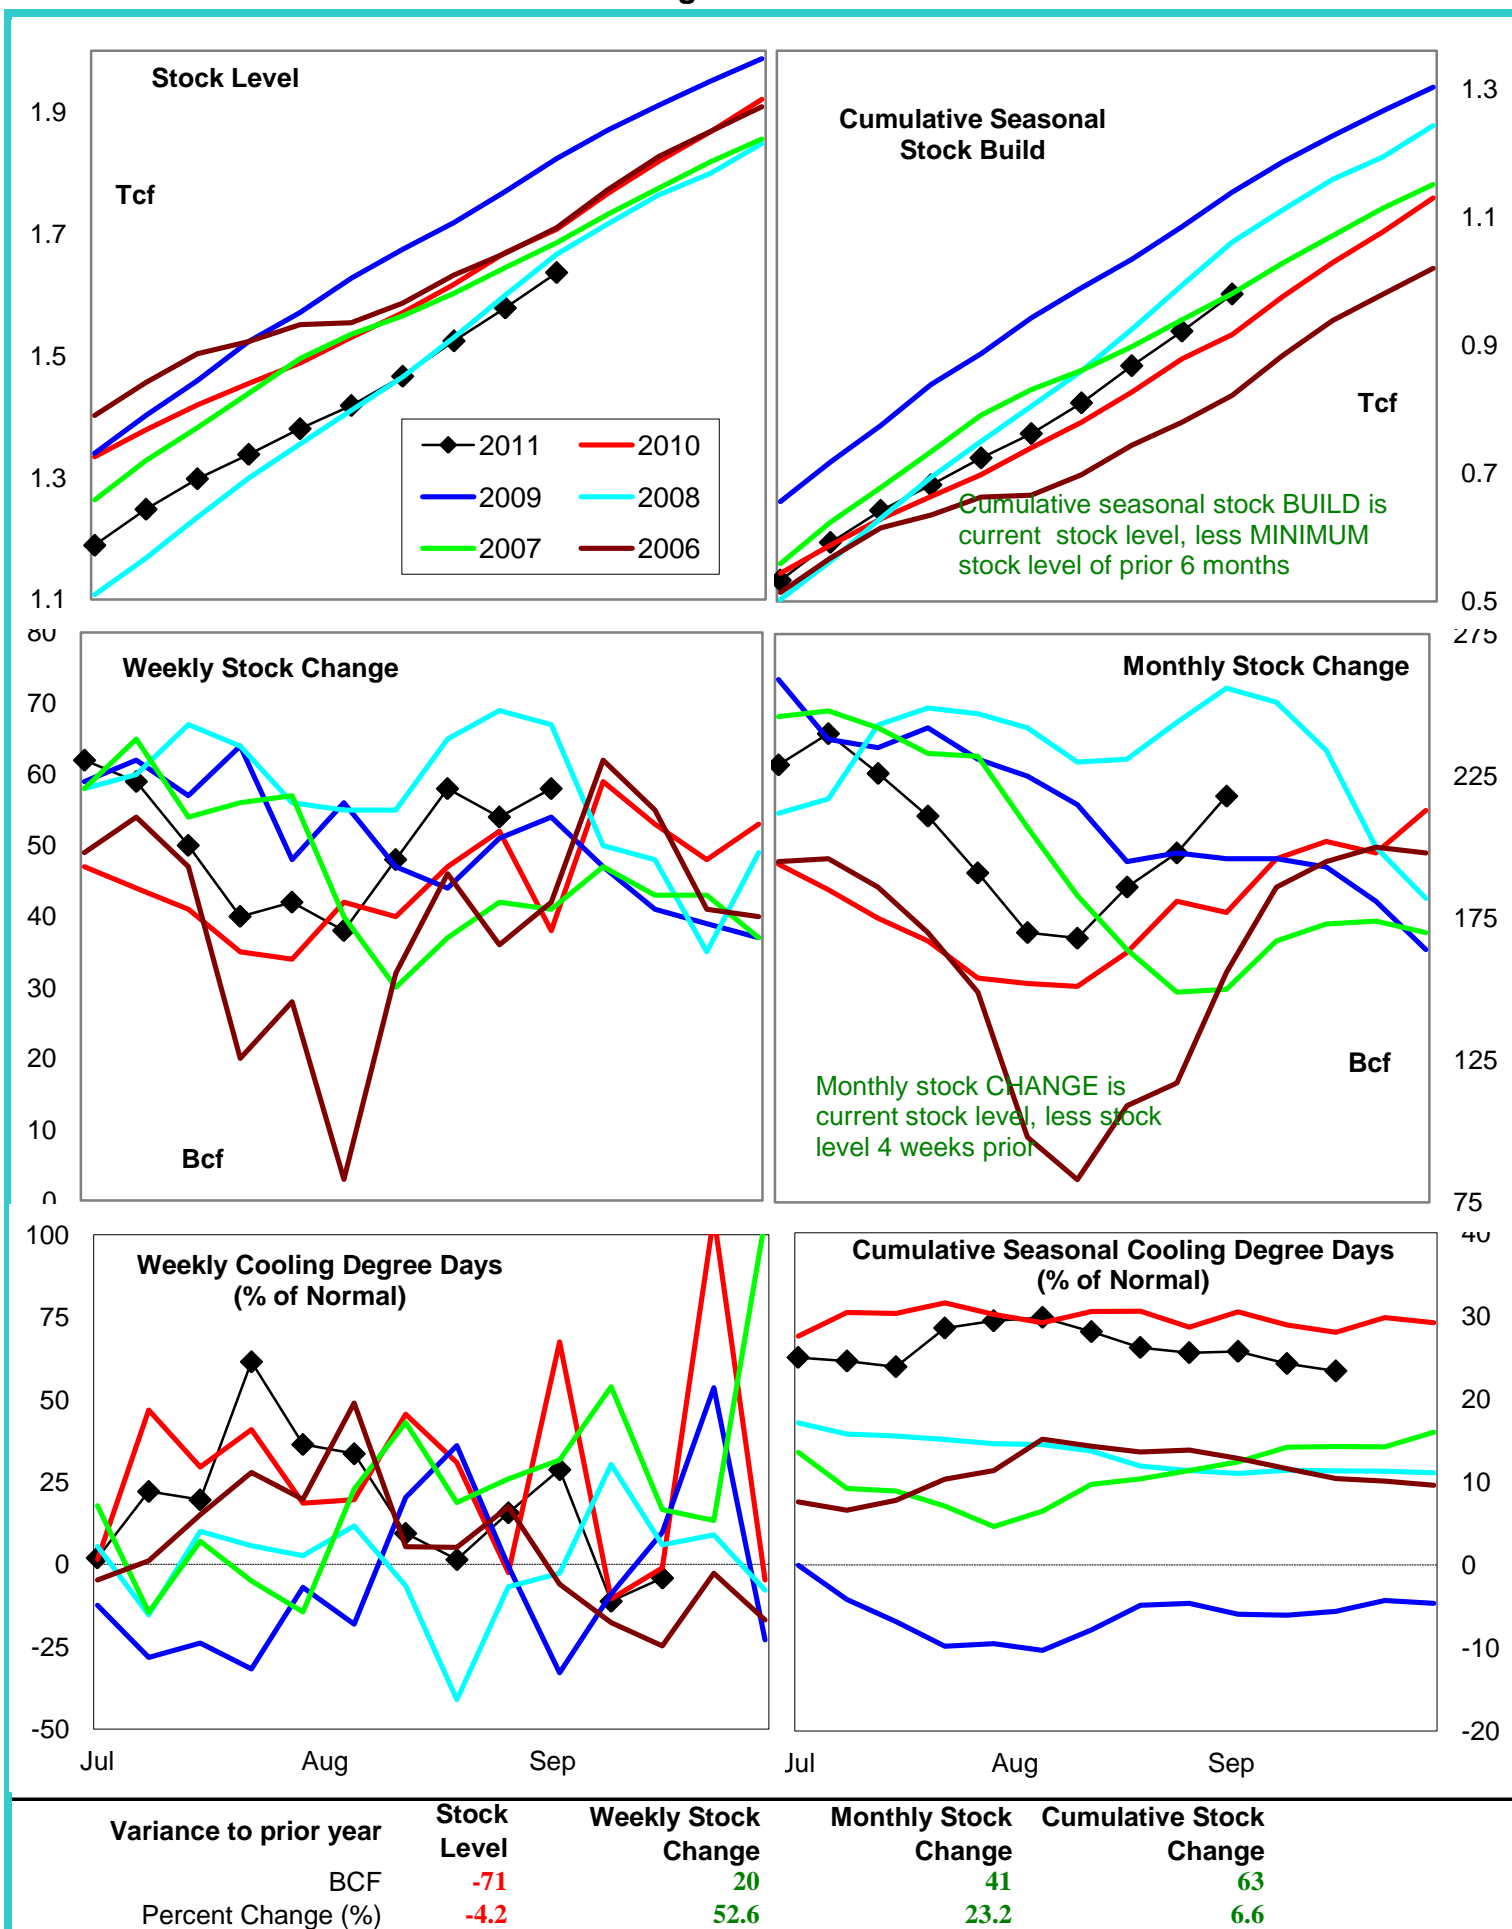 Stock Level
1.9
1.7
1.5
1.3
1.1
Tcf
2011
2010
2009
2008
2007
2006
Cumulative Seasonal
Stock Build
1.3
1.1
0.9
0.7
0.5
Tcf
Cumulative seasonal stock BUILD is
current stock level, less MINIMUM
stock level of prior 6 months
Weekly Stock Change
80
70
60
50
40
30
20
10
0
Bcf
Monthly Stock Change
275
225
175
125
75
Bcf
Monthly stock CHANGE is
current stock level, less stock
level 4 weeks prior
Weekly Cooling Degree Days
(% of Normal)
100
75
50
25
0
-25
-50
Jul Aug Sep
Cumulative Seasonal Cooling Degree Days
(% of Normal)
40
30
20
10
0
-10
-20
Jul Aug Sep
Variance to prior year Stock Level Weekly Stock Change Monthly Stock Change Cumulative Stock Change
BCF -71 20 41 63
Percent Change (%) -4.2 52.6 23.2 6.6